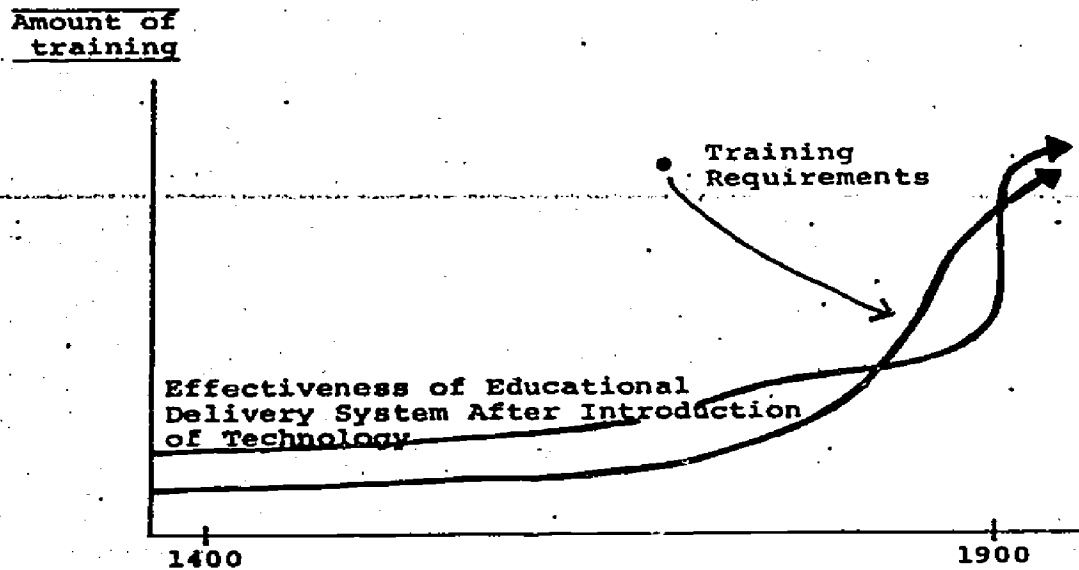 Amount of
training
Training
Requirements
Effectiveness of Educational
Delivery System After Introduction
of Technology
1400
1900